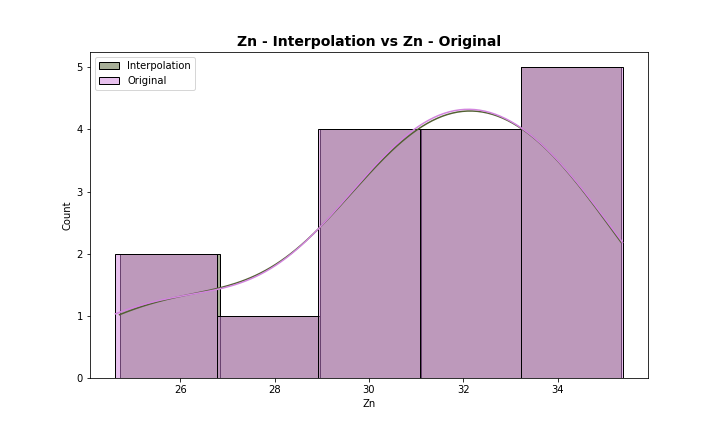 Zn - Interpolation vs Zn - Original
Interpolation
Original
5
4
3
2
1
0
Count
26 28 30 32 34
Zn